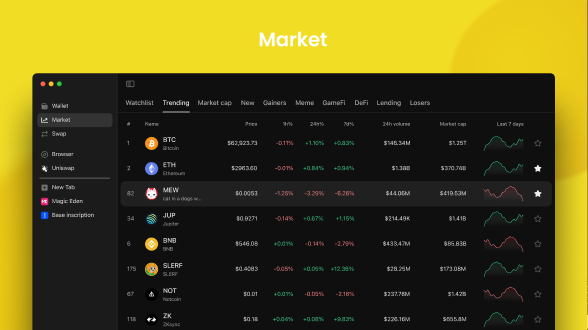 Market
Wallet
Market
Swap
Browser
Uniswap
New Tab
Magic Eden
Base inscription
Watchlist Trending Market cap New Gainers Meme GameFi DeFi Lending Losers
# Name Price 1h% 24h% 7d% 24h volume Market cap Last 7 days
1 BTC Bitcoin $62,923.73 -0.11% +1.10% +0.83% $146.34M $1.25T
2 ETH Ethereum $2963.60 -0.01% +0.84% +0.94% $1.38B $370.74B
82 MEW cat in a dogs w... $0.0053 -1.25% -3.29% -6.26% $44.06M $419.53M
34 JUP Jupiter $0.9271 -0.14% +0.67% +1.15% $214.49K $1.41B
6 BNB BNB $546.08 +0.01% -0.14% -2.79% $433.47M $85.83B
175 SLERF SLERF $0.4083 -9.05% +0.05% +12.36% $28.25M $173.08M
67 NOT Notcoin $0.01 +0.01% -0.05% -2.16% $237.76M $1.42B
118 ZK ZKsync $0.18 +0.04% +0.08% +9.83% $226.16M $655.8M